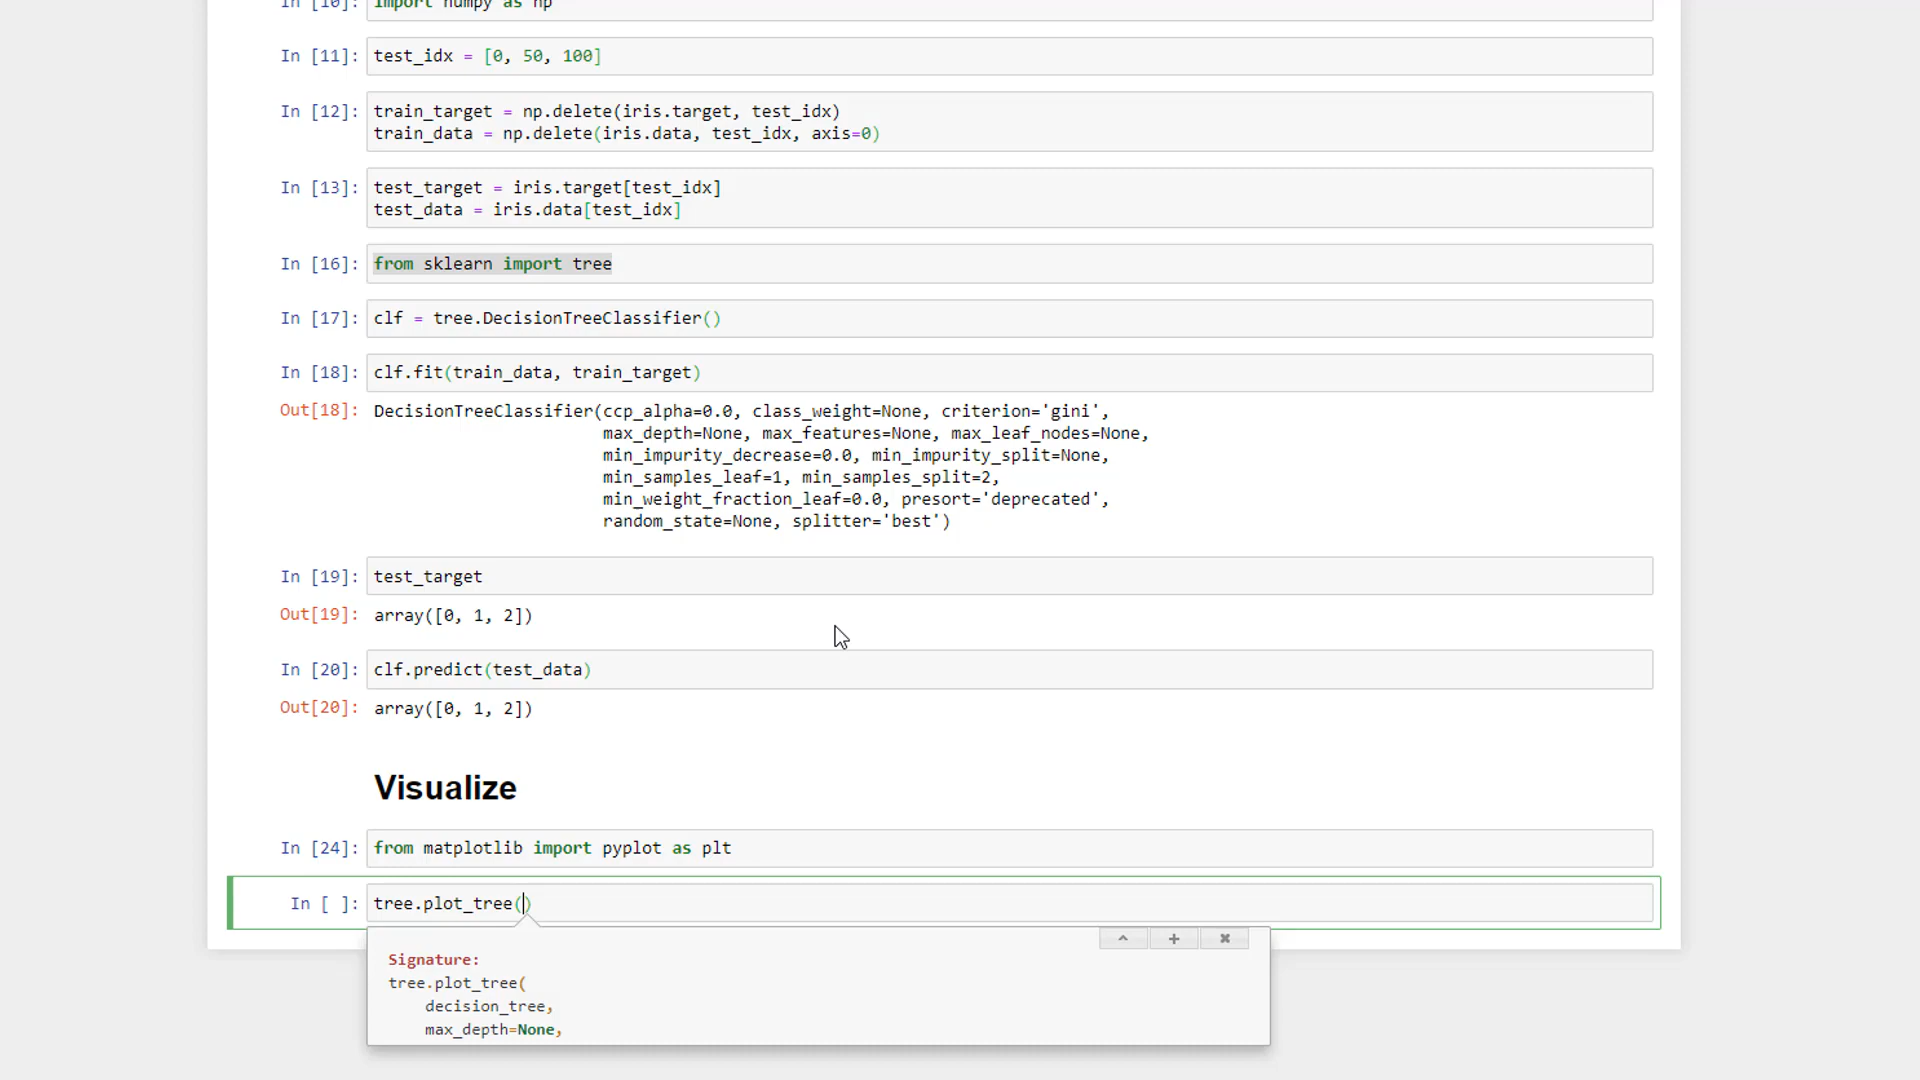 In [10]: import numpy as np
In [11]: test_idx = [0, 50, 100]
In [12]: train_target = np.delete(iris.target, test_idx)
train_data = np.delete(iris.data, test_idx, axis=0)
In [13]: test_target = iris.target[test_idx]
test_data = iris.data[test_idx]
In [16]: from sklearn import tree
In [17]: clf = tree.DecisionTreeClassifier()
In [18]: clf.fit(train_data, train_target)
Out[18]: DecisionTreeClassifier(ccp_alpha=0.0, class_weight=None, criterion='gini',
max_depth=None, max_features=None, max_leaf_nodes=None,
min_impurity_decrease=0.0, min_impurity_split=None,
min_samples_leaf=1, min_samples_split=2,
min_weight_fraction_leaf=0.0, presort='deprecated',
random_state=None, splitter='best')
In [19]: test_target
Out[19]: array([0, 1, 2])
In [20]: clf.predict(test_data)
Out[20]: array([0, 1, 2])
Visualize
In [24]: from matplotlib import pyplot as plt
In [ ]: tree.plot_tree()
Signature:
tree.plot_tree(
decision_tree,
max_depth=None,